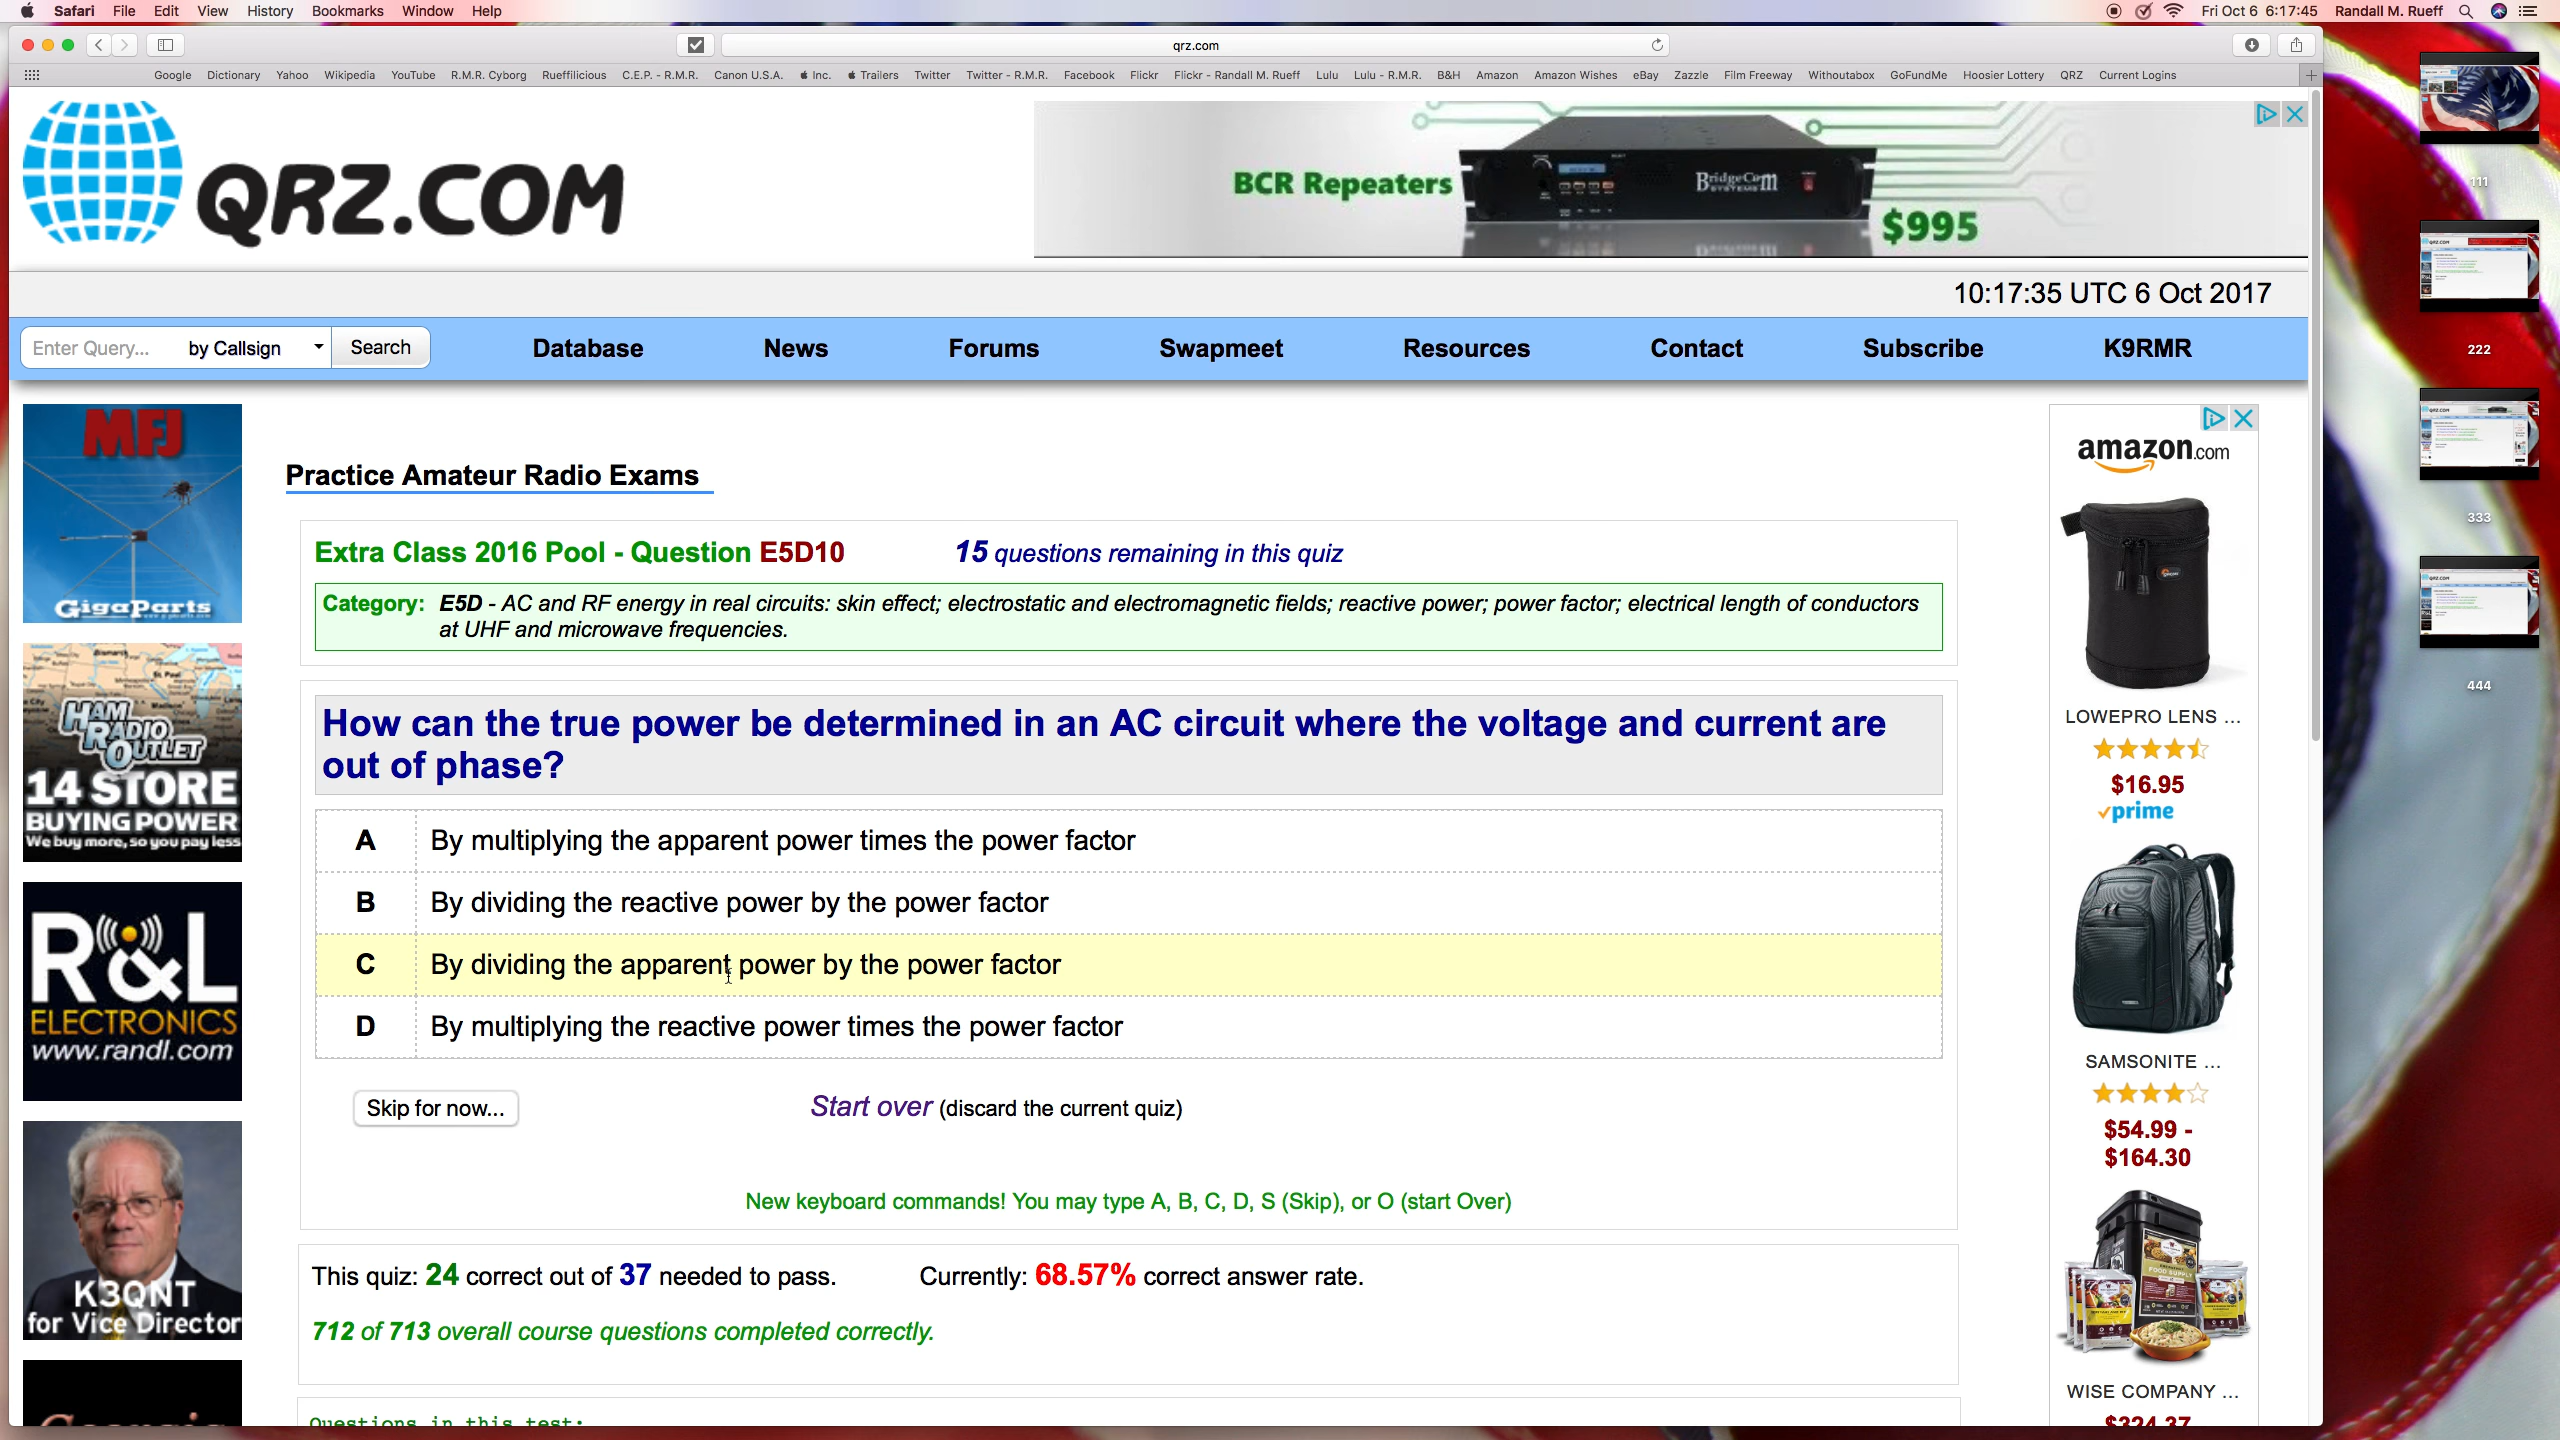 Safari File Edit View History Bookmarks Window Help
Fri Oct 6 6:17:45 Randall M. Rueff
qrz.com
Google Dictionary Yahoo Wikipedia YouTube R.M.R. Cyborg Rueffilicious C.E.P. - R.M.R. Canon U.S.A. Inc. Trailers Twitter Twitter - R.M.R. Facebook Flickr Flickr - Randall M. Rueff Lulu Lulu - R.M.R. B&H Amazon Amazon Wishes eBay Zazzle Film Freeway Withoutabox GoFundMe Hoosier Lottery QRZ Current Logins
QRZ.COM
BCR Repeaters
BridgeCom
SYSTEMS
$995
10:17:35 UTC 6 Oct 2017
Enter Query... by Callsign Search Database News Forums Swapmeet Resources Contact Subscribe K9RMR
MFJ
GigaParts
HAM RADIO OUTLET
14 STORE
BUYING POWER
We buy more, so you pay less
R&L
ELECTRONICS
www.randl.com
K3QNT
for Vice Director
Georgia
Practice Amateur Radio Exams
Extra Class 2016 Pool - Question E5D10 15 questions remaining in this quiz
Category: E5D - AC and RF energy in real circuits: skin effect; electrostatic and electromagnetic fields; reactive power; power factor; electrical length of conductors
at UHF and microwave frequencies.
How can the true power be determined in an AC circuit where the voltage and current are
out of phase?
A By multiplying the apparent power times the power factor
B By dividing the reactive power by the power factor
C By dividing the apparent power by the power factor
D By multiplying the reactive power times the power factor
Skip for now... Start over (discard the current quiz)
New keyboard commands! You may type A, B, C, D, S (Skip), or O (start Over)
This quiz: 24 correct out of 37 needed to pass. Currently: 68.57% correct answer rate.
712 of 713 overall course questions completed correctly.
Questions in this test:
amazon.com
LOWEPRO LENS ...
$16.95
prime
SAMSONITE ...
$54.99 -
$164.30
WISE COMPANY ...
$324.37
111
222
333
444